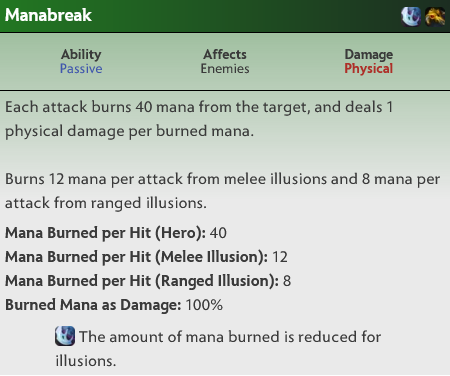 Manabreak
Ability Affects Damage
Passive Enemies Physical
Each attack burns 40 mana from the target, and deals 1
physical damage per burned mana.
Burns 12 mana per attack from melee illusions and 8 mana per
attack from ranged illusions.
Mana Burned per Hit (Hero): 40
Mana Burned per Hit (Melee Illusion): 12
Mana Burned per Hit (Ranged Illusion): 8
Burned Mana as Damage: 100%
The amount of mana burned is reduced for
illusions.